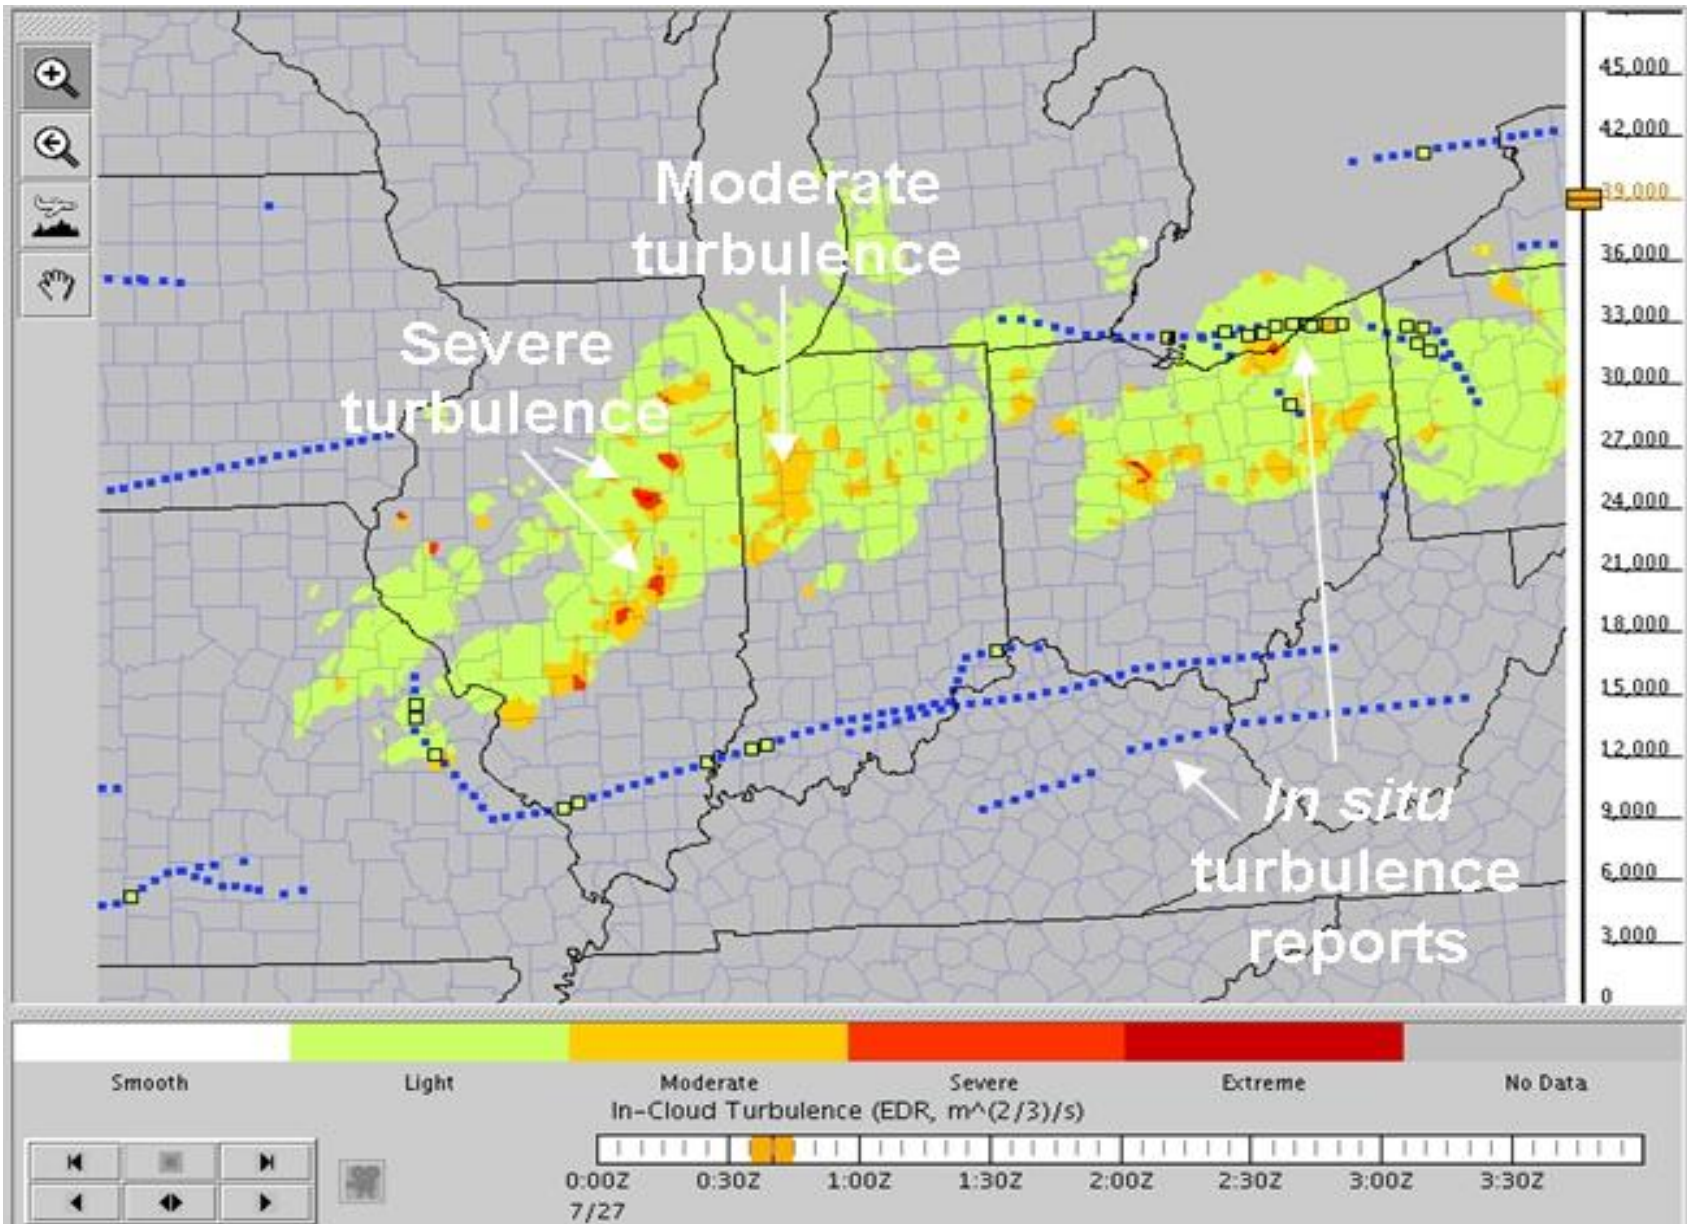 Moderate
turbulence
Severe
turbulence
In situ
turbulence
reports
45,000
42,000
39,000
36,000
33,000
30,000
27,000
24,000
21,000
18,000
15,000
12,000
9,000
6,000
3,000
0
Smooth Light Moderate Severe Extreme No Data
In-Cloud Turbulence (EDR, m^(2/3)/s)
0:00Z 0:30Z 1:00Z 1:30Z 2:00Z 2:30Z 3:00Z 3:30Z
7/27